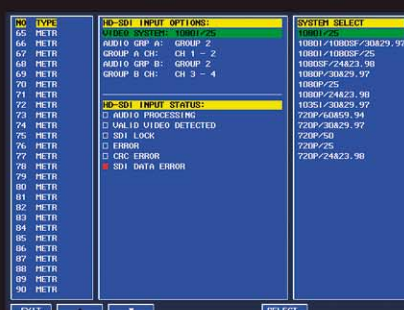 NO TYPE
65 METR
66 METR
67 METR
68 METR
69 METR
70 METR
71 METR
72 METR
73 METR
74 METR
75 METR
76 METR
77 METR
78 METR
79 METR
80 METR
81 METR
82 METR
83 METR
84 METR
85 METR
86 METR
87 METR
88 METR
89 METR
90 METR
HD-SDI INPUT OPTIONS:
VIDEO SYSTEM: 1080I/25
AUDIO GRP A: GROUP 2
GROUP A CH: CH 1 - 2
AUDIO GRP B: GROUP 2
GROUP B CH: CH 3 - 4
HD-SDI INPUT STATUS:
AUDIO PROCESSING
VALID VIDEO DETECTED
SDI LOCK
ERROR
CRC ERROR
SDI DATA ERROR
SYSTEM SELECT
1080I/25
1080I/1080SF/30&29.97
1080I/1080SF/25
1080SF/24&23.98
1080P/30&29.97
1080P/25
1080P/24&23.98
1035I/30&29.97
720P/60&59.94
720P/30&29.97
720P/50
720P/25
720P/24&23.98
EXIT
SELECT